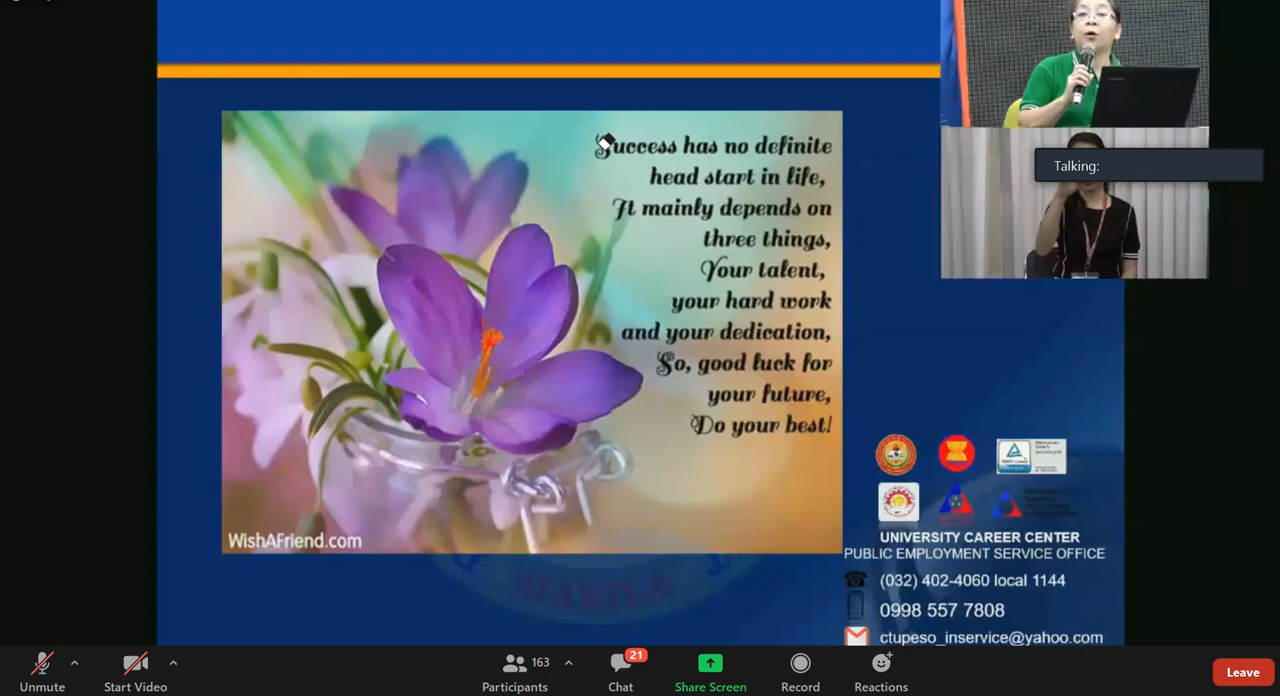 Success has no definite
head start in life,
It mainly depends on
three things,
Your talent,
your hard work
and your dedication,
So, good luck for
your future,
Do your best!
WishAFriend.com
Talking:
MANILA
UNIVERSITY CAREER CENTER
PUBLIC EMPLOYMENT SERVICE OFFICE
(032) 402-4060 local 1144
0998 557 7808
ctupeso_inservice@yahoo.com
Unmute
Start Video
163
Participants
21
Chat
Share Screen
Record
Reactions
Leave